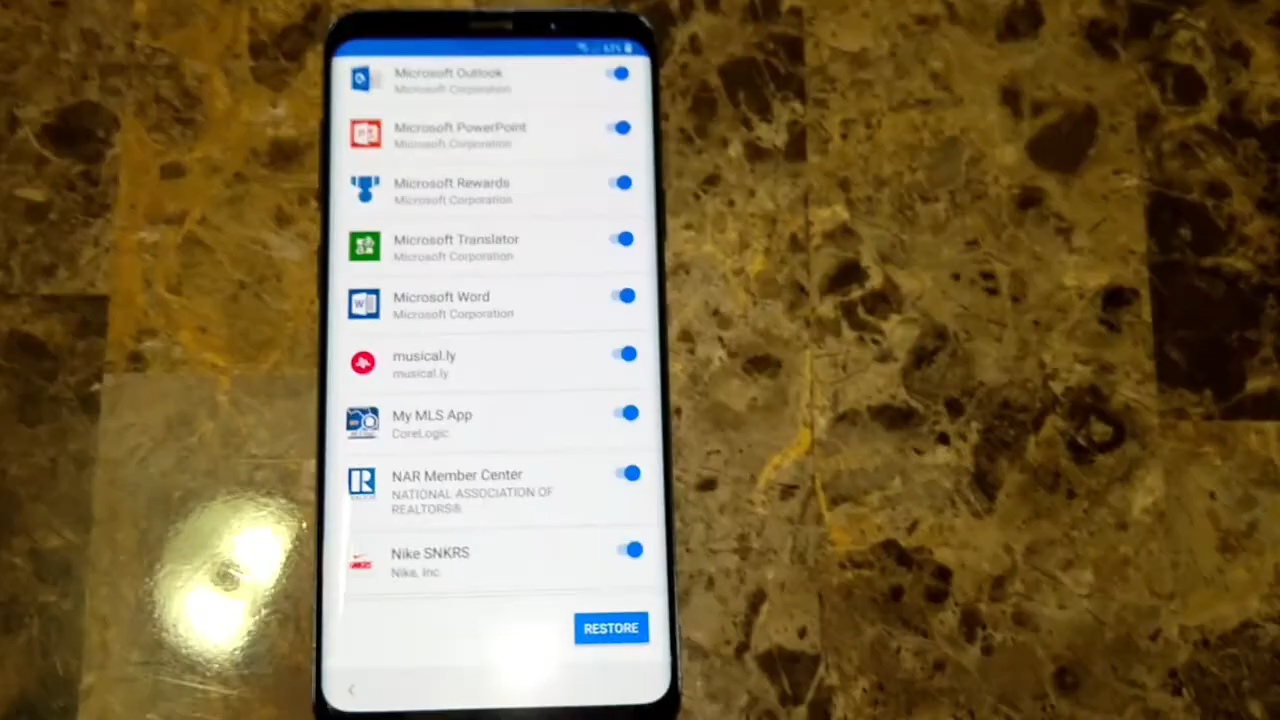 Microsoft Outlook
Microsoft Corporation
Microsoft PowerPoint
Microsoft Corporation
Microsoft Rewards
Microsoft Corporation
Microsoft Translator
Microsoft Corporation
W
Microsoft Word
Microsoft Corporation
musical.ly
musical.ly
My MLS App
CoreLogic
R
NAR Member Center
NATIONAL ASSOCIATION OF
REALTORS®
Nike SNKRS
Nike, Inc.
RESTORE